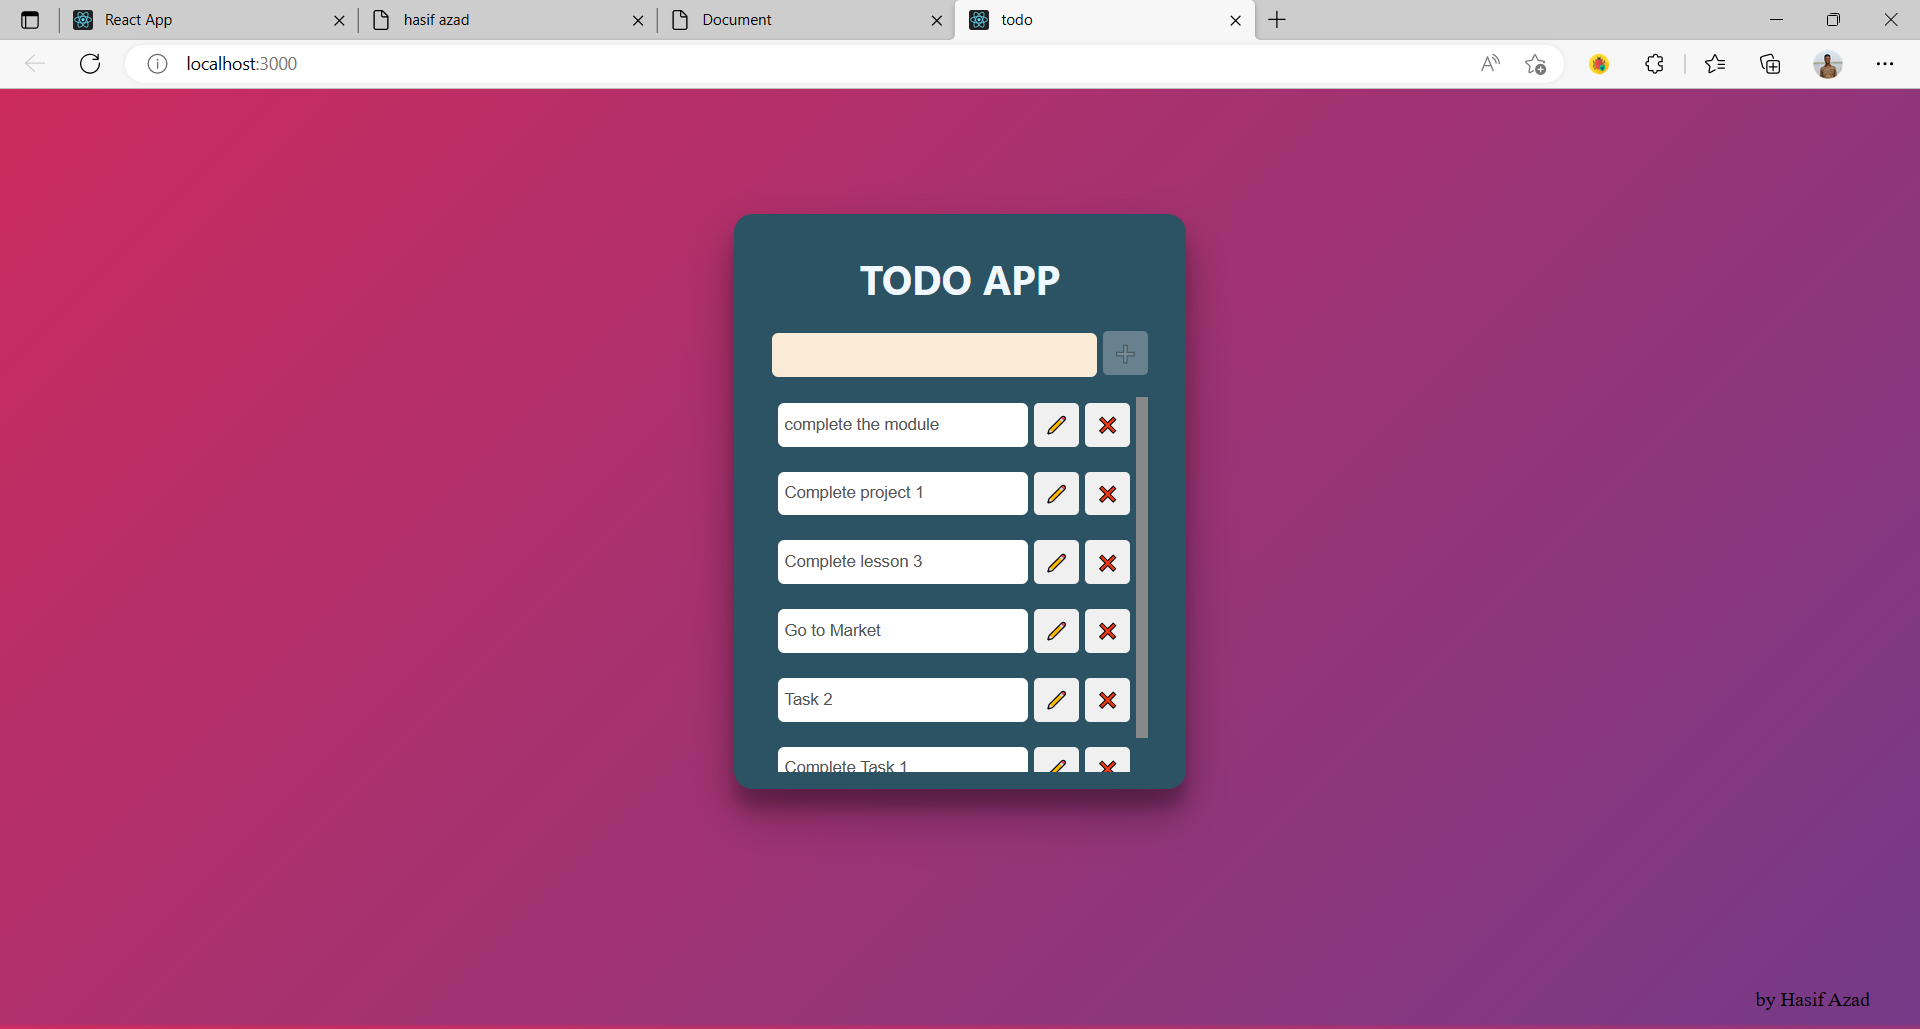 React App
hasif azad
Document
todo
localhost:3000
TODO APP
complete the module
Complete project 1
Complete lesson 3
Go to Market
Task 2
Complete Task 1
by Hasif Azad